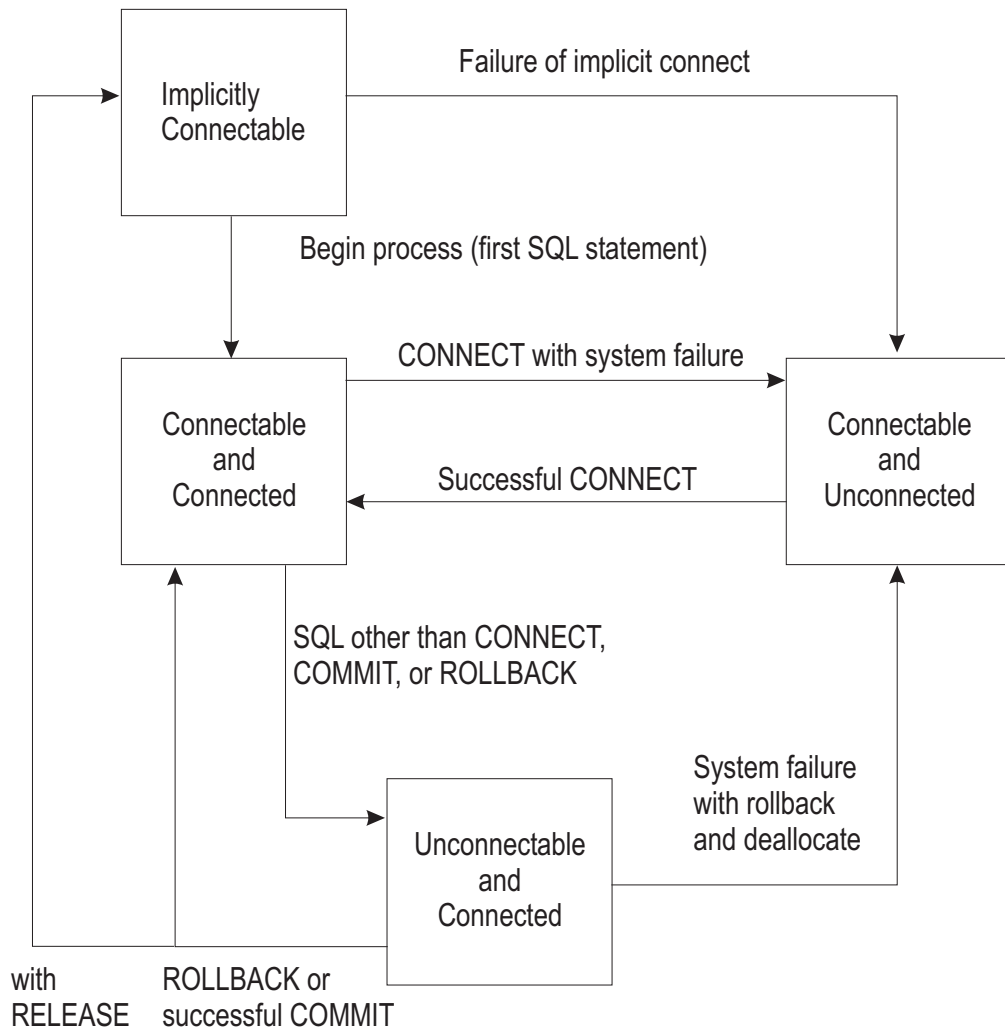 Failure of implicit connect
Implicitly
Connectable
Begin process (first SQL statement)
CONNECT with system failure
Connectable
and
Connected
Successful CONNECT
Connectable
and
Unconnected
SQL other than CONNECT,
COMMIT, or ROLLBACK
System failure
with rollback
and deallocate
Unconnectable
and
Connected
with
RELEASE
ROLLBACK or
successful COMMIT